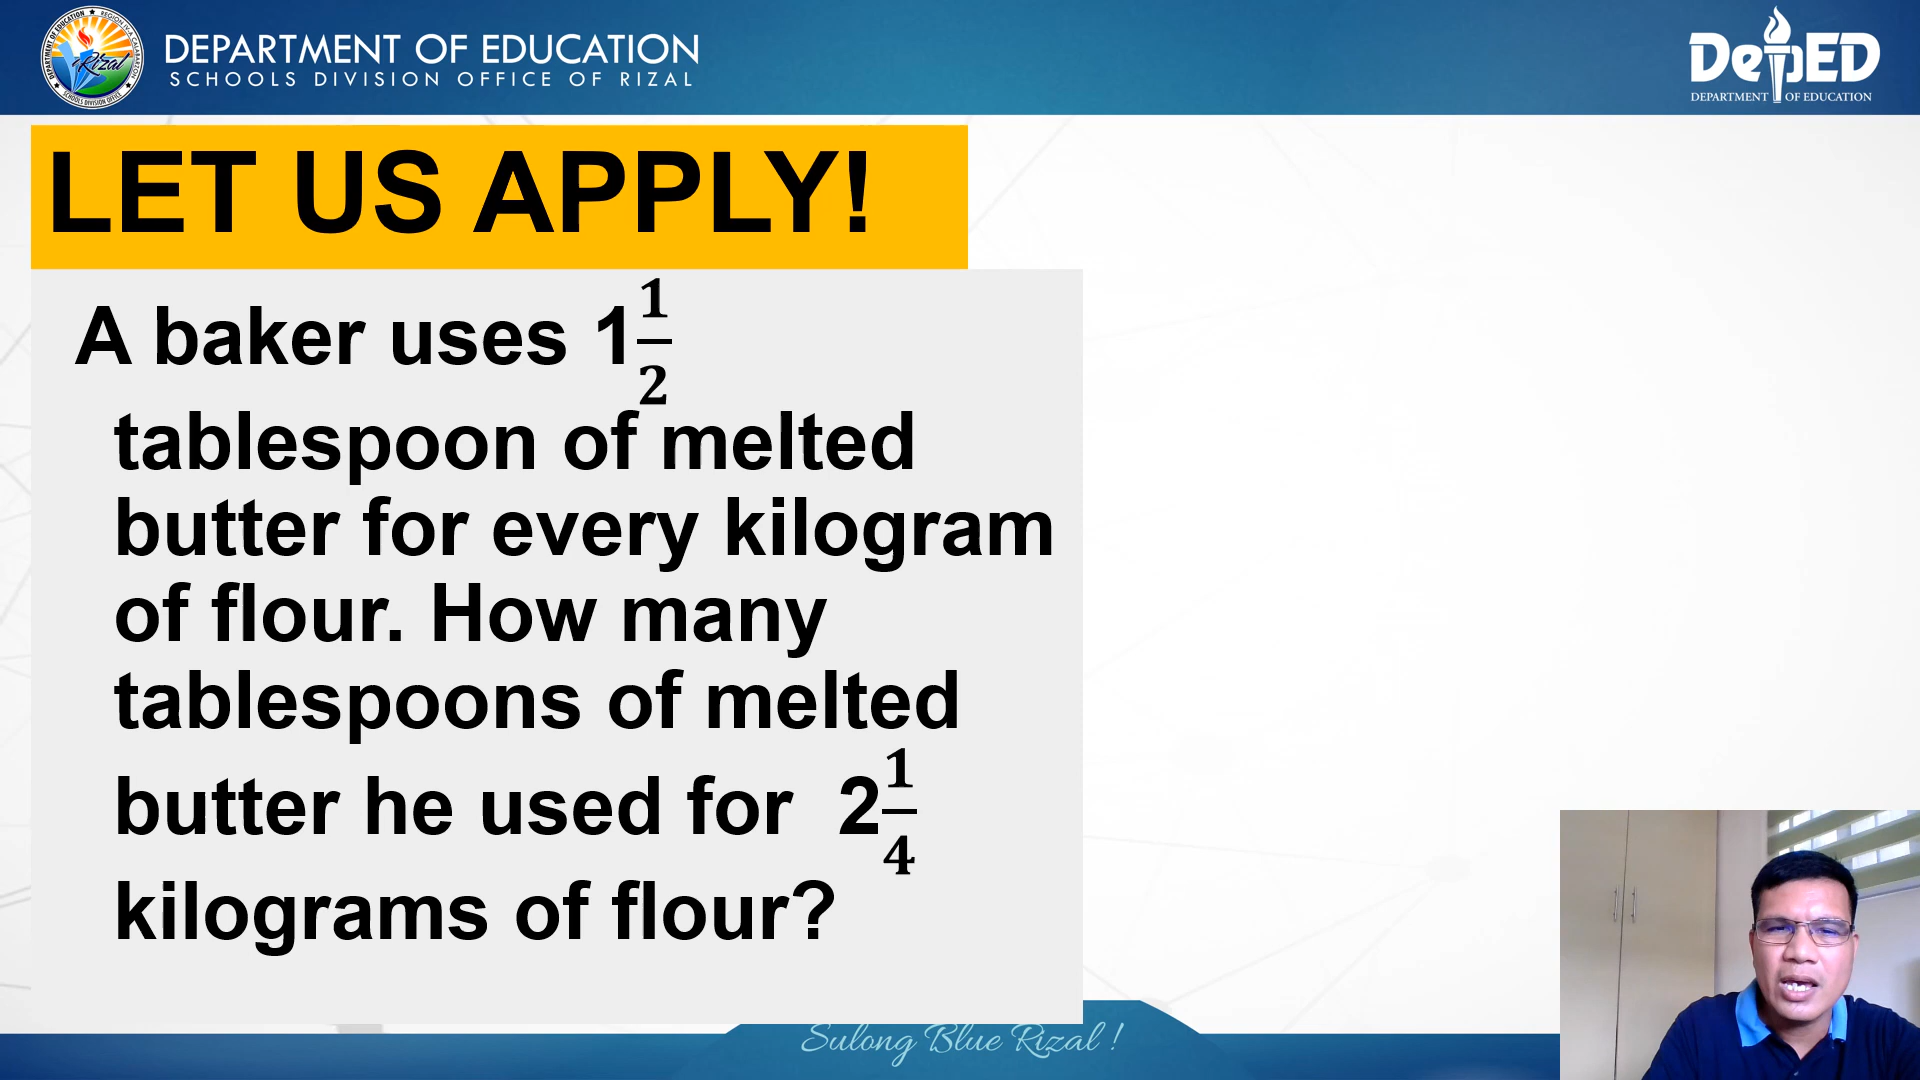 DEPARTMENT OF EDUCATION
SCHOOLS DIVISION OFFICE OF RIZAL
DepED
DEPARTMENT OF EDUCATION
LET US APPLY!
A baker uses 1 1/2
tablespoon of melted
butter for every kilogram
of flour. How many
tablespoons of melted
butter he used for 2 1/4
kilograms of flour?
Sulong Blue Rizal !